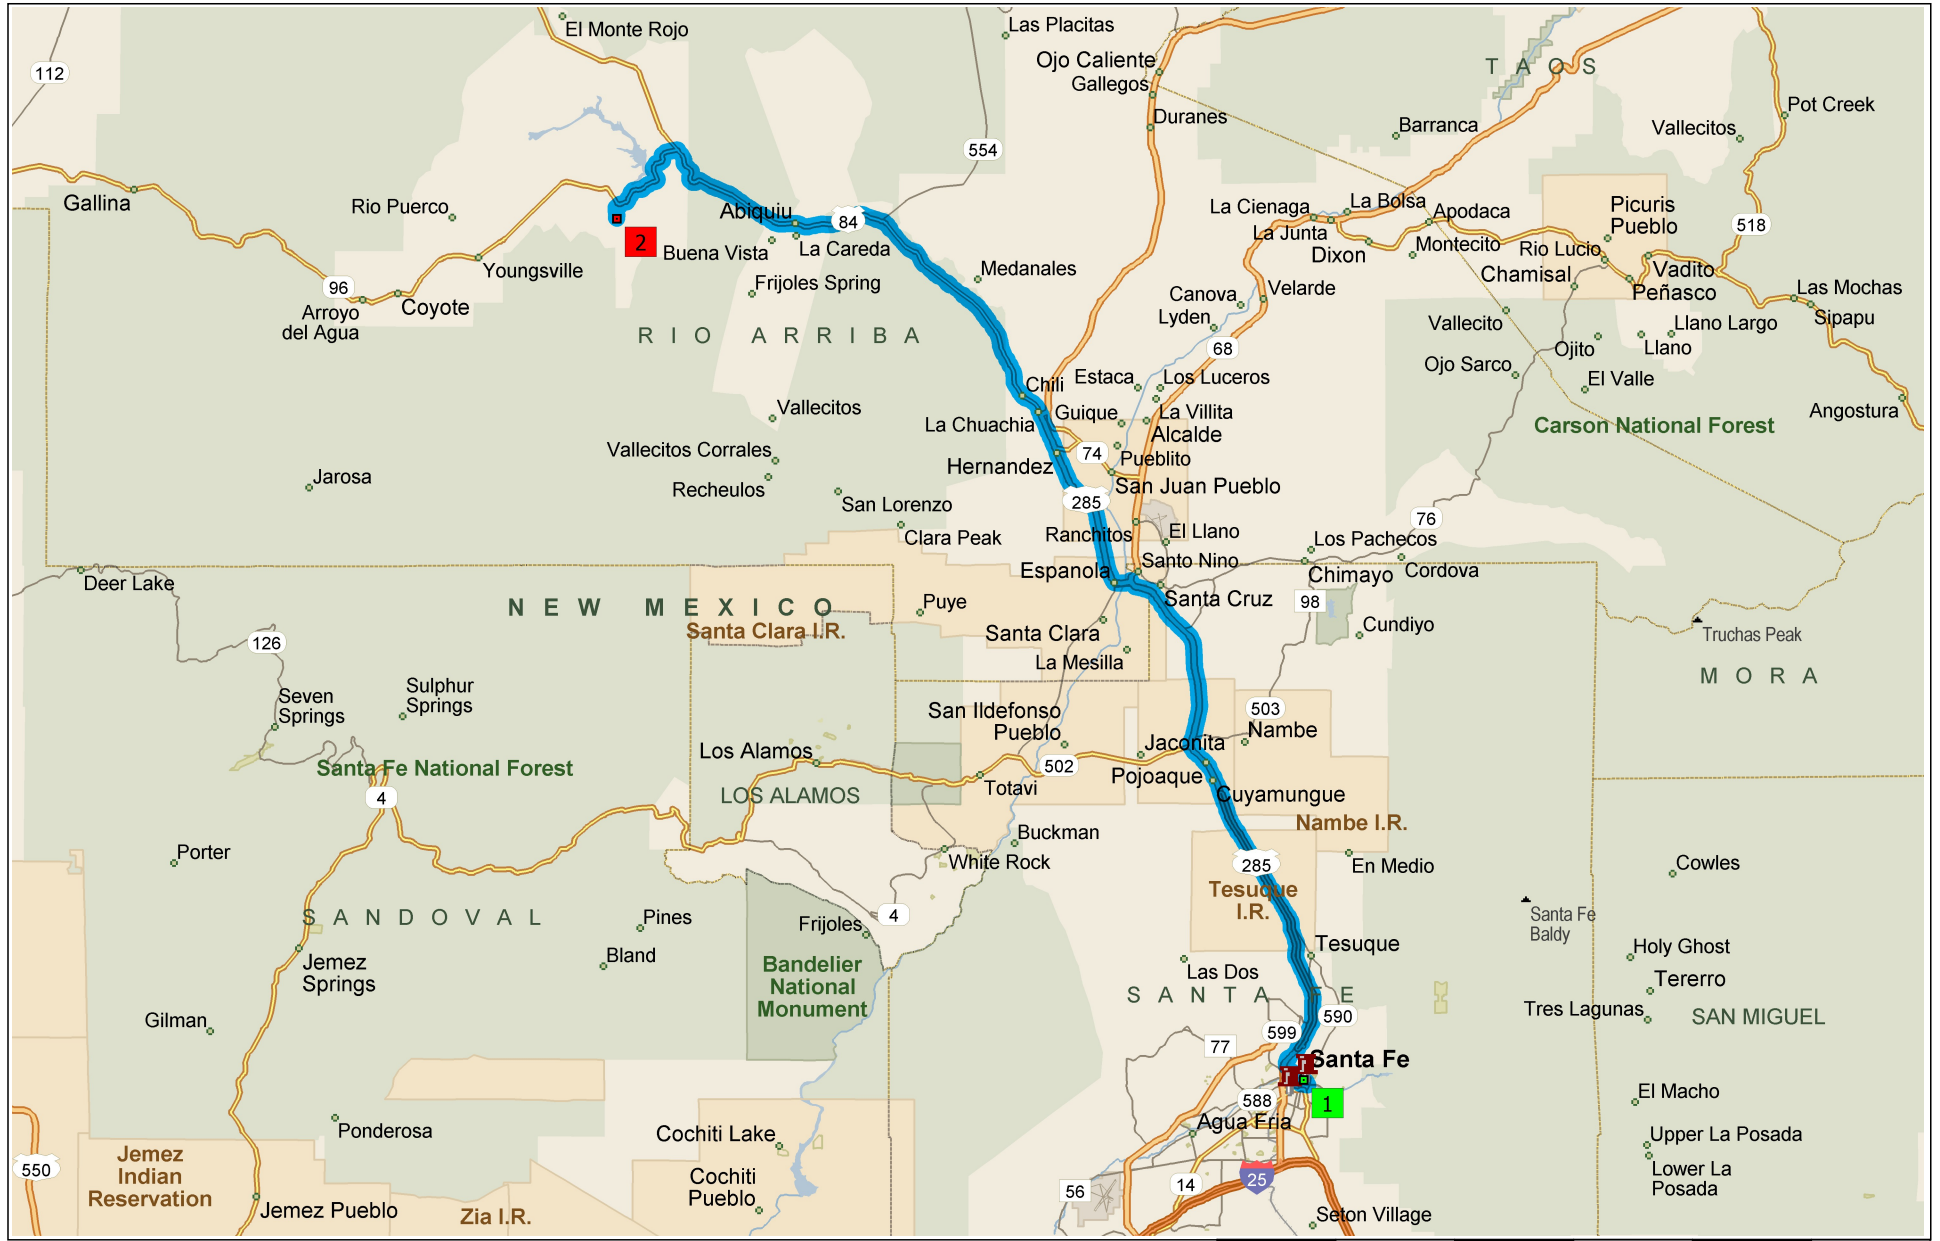 El Monte Rojo
Las Placitas
112
Ojo Caliente
Gallegos
T A O S
Pot Creek
Duranes
Barranca
Vallecitos
554
Gallina
Rio Puerco
Abiquiu
84
La Cienaga
La Bolsa
Apodaca
Picuris
Pueblo
518
2
Buena Vista
La Careda
La Junta
Dixon
Montecito
Rio Lucio
Youngsville
Medanales
Chamisal
Vadito
96
Frijoles Spring
Canova
Velarde
Peñasco
Las Mochas
Arroyo
del Agua
Coyote
Lyden
Vallecito
Llano Largo
Sipapu
R I O A R R I B A
68
Ojito
Llano
Ojo Sarco
Chili
Estaca
Los Luceros
El Valle
Vallecitos
La Chuachia
Guique
La Villita
Angostura
Alcalde
Carson National Forest
Vallecitos Corrales
Hernandez
74
Pueblito
Jarosa
Recheulos
San Juan Pueblo
San Lorenzo
285
76
Clara Peak
Ranchitos
El Llano
Los Pachecos
Santo Nino
Deer Lake
Espanola
Chimayo
Cordova
N E W M E X I C O
Puye
Santa Cruz
98
Santa Clara I.R.
Santa Clara
Cundiyo
Truchas Peak
126
La Mesilla
M O R A
Seven
Springs
Sulphur
Springs
San Ildefonso
Pueblo
503
Nambe
Los Alamos
Jaconita
Santa Fe National Forest
502
Pojoaque
4
LOS ALAMOS
Totavi
Cuyamungue
Nambe I.R.
Buckman
Porter
White Rock
285
En Medio
Cowles
Tesuque
I.R.
S A N D O V A L
Pines
Frijoles
4
Santa Fe
Baldy
Bland
Tesuque
Holy Ghost
Jemez
Springs
Bandelier
National
Monument
Las Dos
Tererro
S A N T A F E
Tres Lagunas
SAN MIGUEL
Gilman
590
599
77
Santa Fe
El Macho
588
1
Ponderosa
Agua Fria
Cochiti Lake
Upper La Posada
Jemez
Indian
Reservation
550
Cochiti
Pueblo
56
14
25
Lower La
Posada
Jemez Pueblo
Zia I.R.
Seton Village